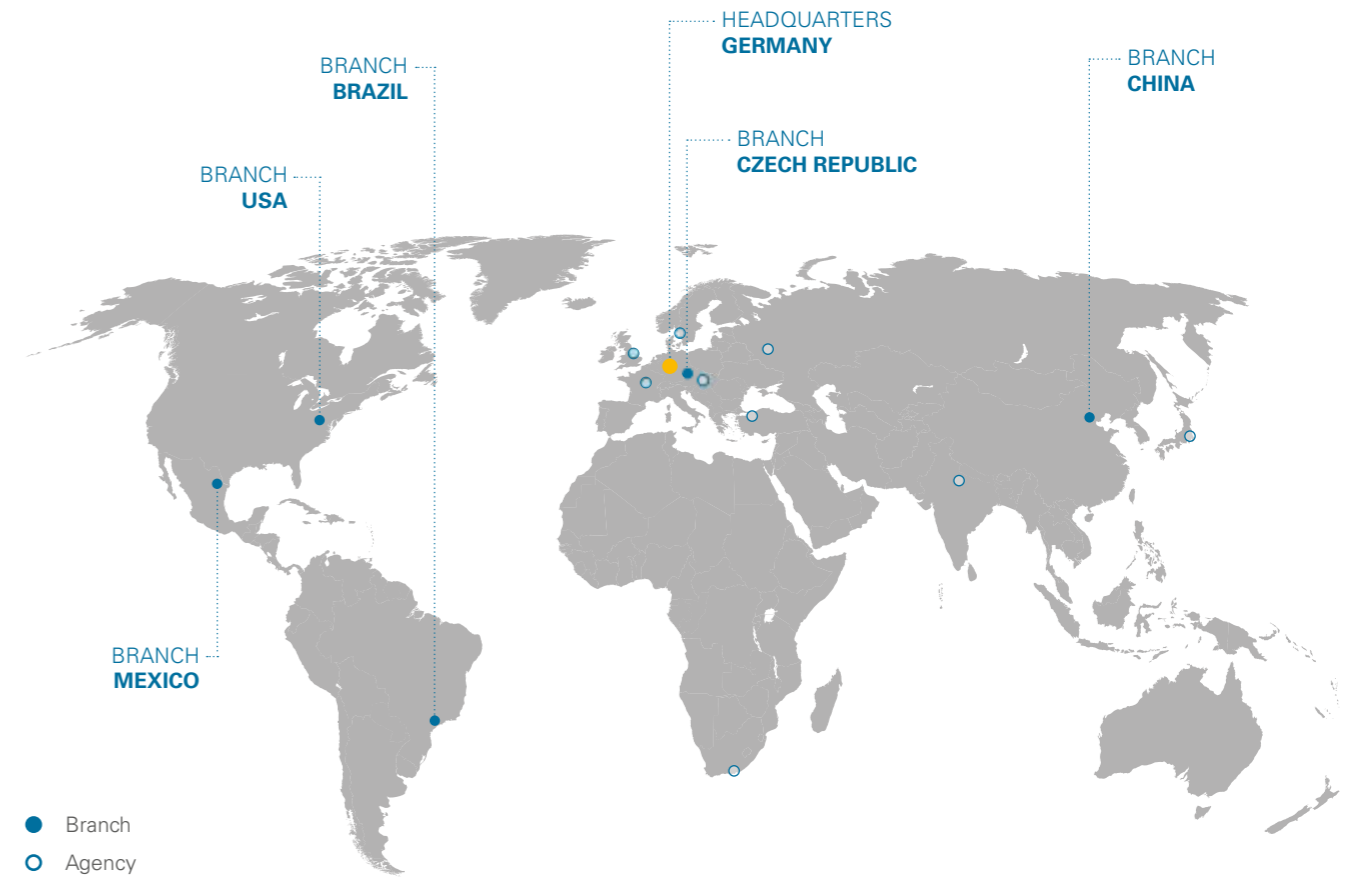 HEADQUARTERS
GERMANY
BRANCH
BRAZIL
BRANCH
CHINA
BRANCH
CZECH REPUBLIC
BRANCH
USA
BRANCH
MEXICO
Branch
Agency